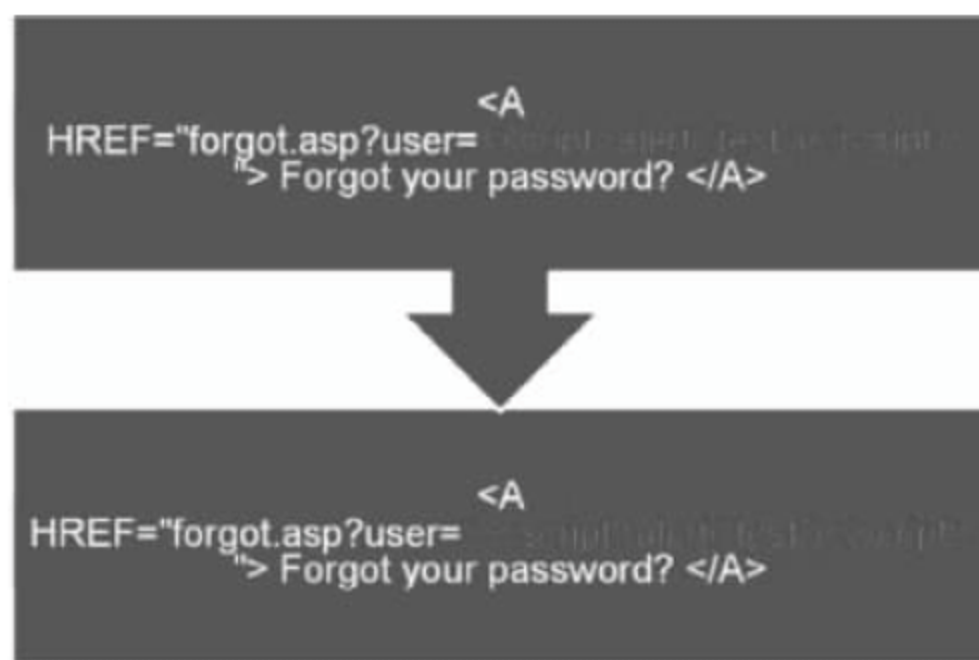 <A
HREF="forgot.asp?user=
"> Forgot your password? </A>
<A
HREF="forgot.asp?user=
"> Forgot your password? </A>